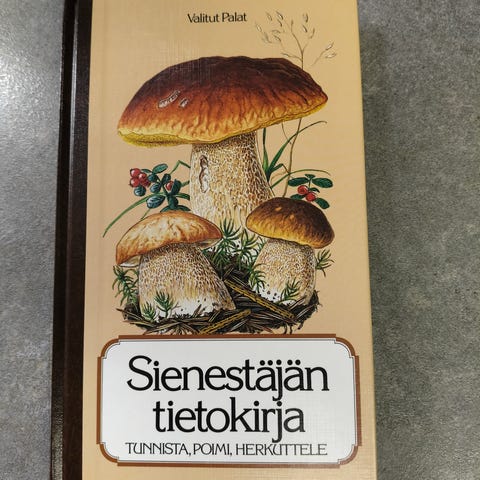 Valitut Palat
Sienestäjän
tietokirja
TUNNISTA, POIMI, HERKUTTELE